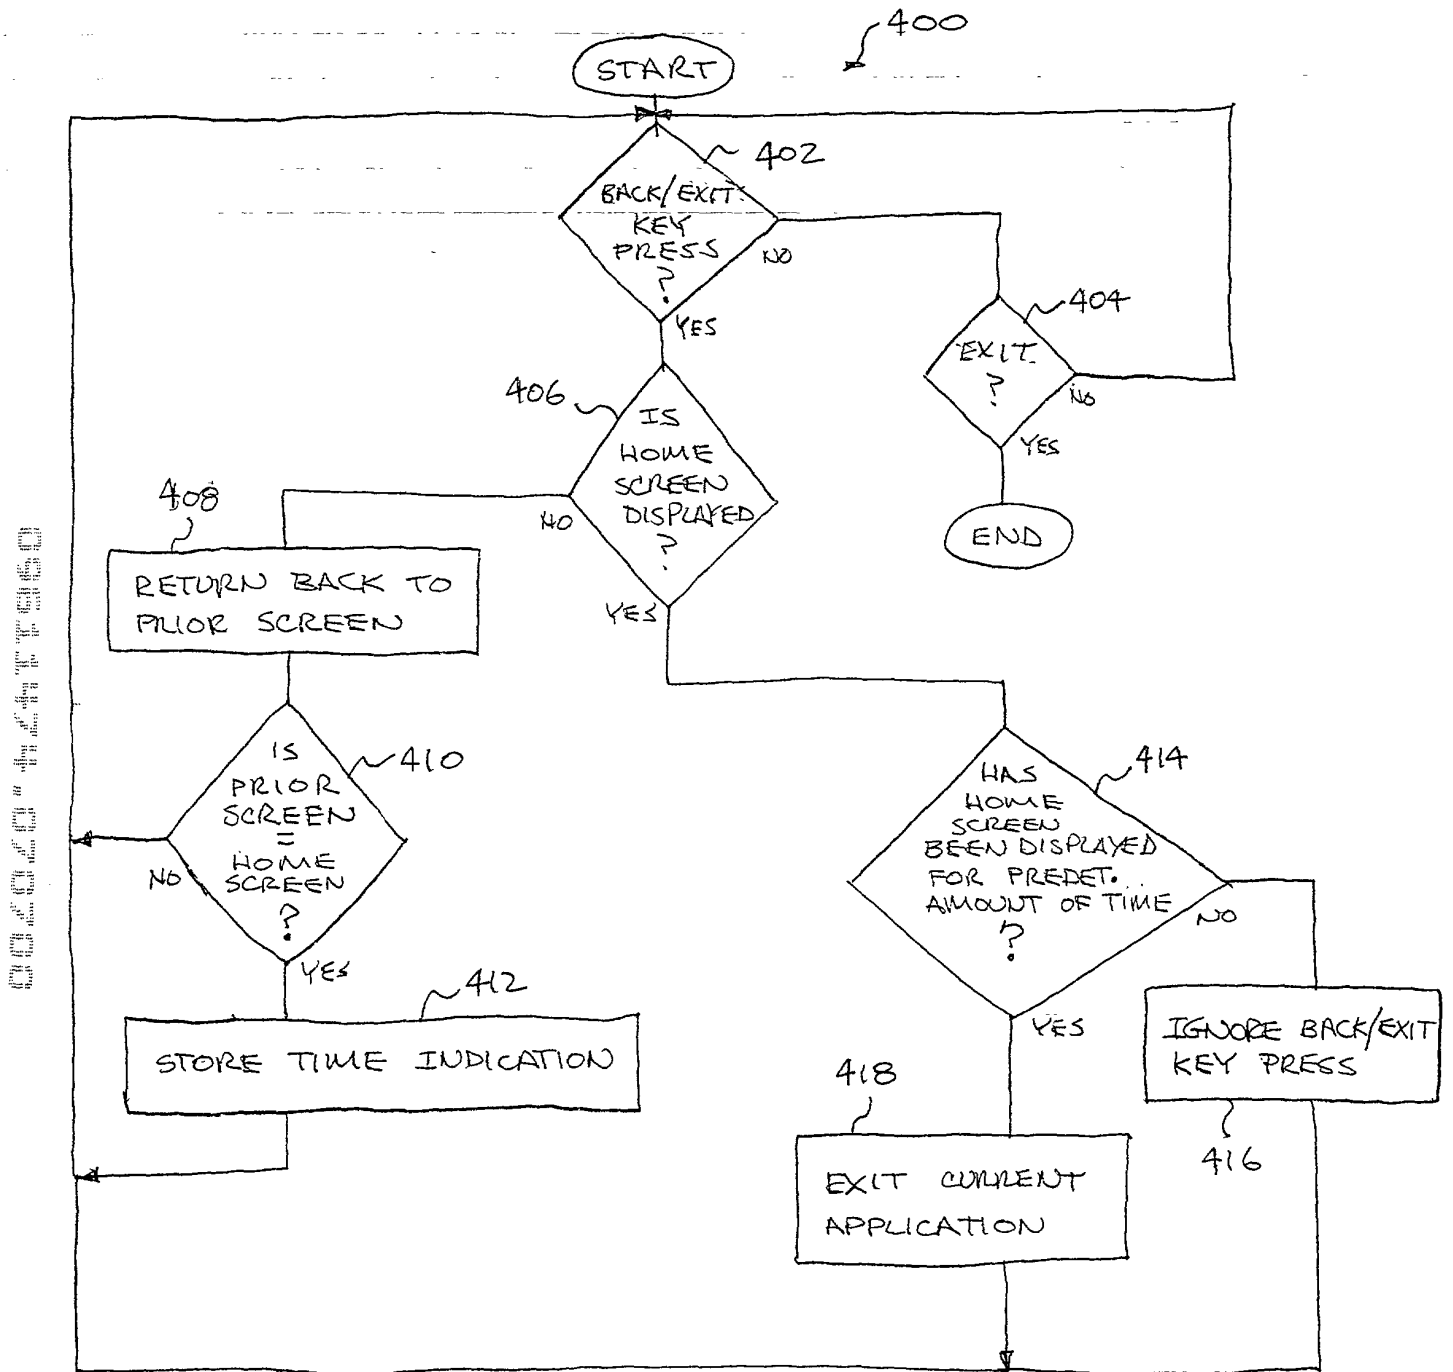 400
START
402
BACK/EXIT
KEY
PRESS
?
NO
YES
404
EXIT
?
NO
YES
END
406
IS
HOME
SCREEN
DISPLAYED
?
NO
YES
408
RETURN BACK TO
PRIOR SCREEN
410
IS
PRIOR
SCREEN
=
HOME
SCREEN
?
NO
YES
412
STORE TIME INDICATION
414
HAS
HOME
SCREEN
BEEN DISPLAYED
FOR PREDET.
AMOUNT OF TIME
?
NO
YES
IGNORE BACK/EXIT
KEY PRESS
416
418
EXIT CURRENT
APPLICATION